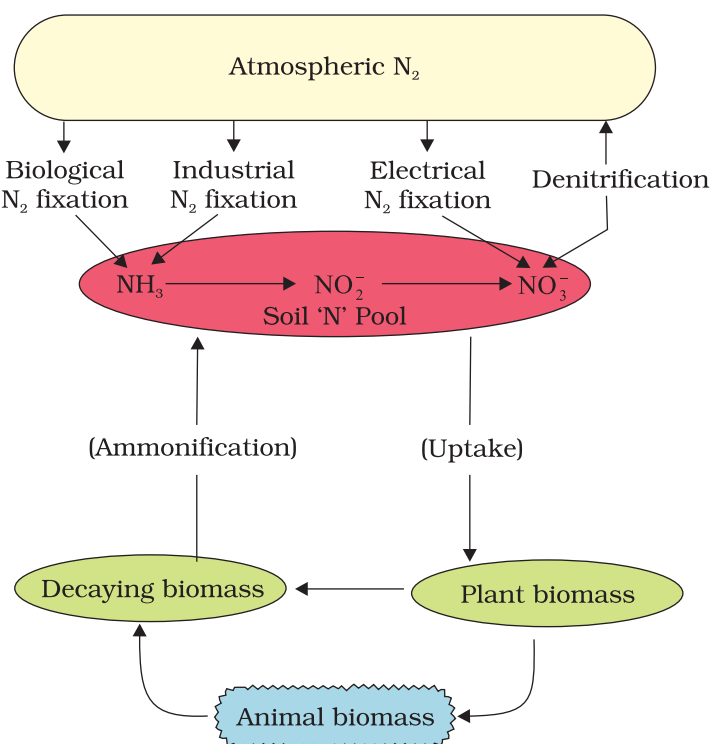 Atmospheric N₂
Biological
N₂ fixation
Industrial
N₂ fixation
Electrical
N₂ fixation
Denitrification
NH₃
NO₂⁻
NO₃⁻
Soil ‘N’ Pool
(Ammonification)
(Uptake)
Decaying biomass
Plant biomass
Animal biomass